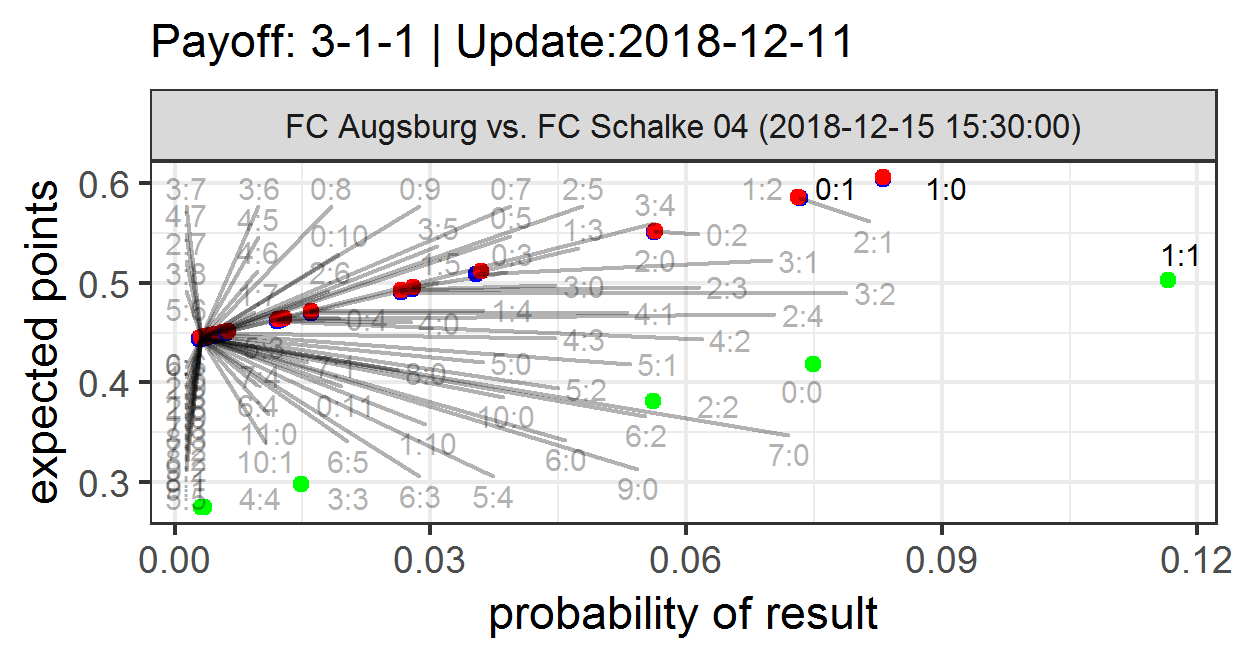 Payoff: 3-1-1 | Update:2018-12-11
FC Augsburg vs. FC Schalke 04 (2018-12-15 15:30:00)
expected points
0.6
0.5
0.4
0.3
3:7 3:6 0:8 0:9 0:7 2:5 1:2 0:1 1:0
4:7 4:5 0:5 3:4
2:7 0:10 3:5 1:3 0:2 2:1
3:8 4:6 2:6 1:5 0:3 2:0 3:1 1:1
5:6 1:7 3:0 2:3 3:2
0:4 4:0 1:4 4:1 2:4
5:3 4:3 4:2
7:4 7:1 8:0 5:0 5:1 0:0
6:4 0:11 10:0 5:2 2:2
11:0 1:10 6:2
10:1 6:5 6:0 7:0
4:4 3:3 6:3 5:4 9:0
0.00 0.03 0.06 0.09 0.12
probability of result